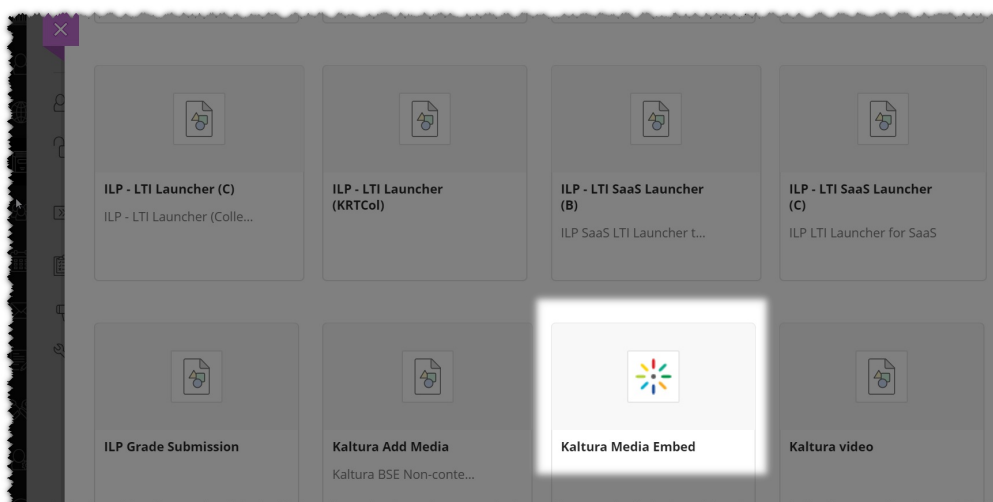 ILP - LTI Launcher (C)
ILP - LTI Launcher (Colle...
ILP - LTI Launcher
(KRTCol)
ILP - LTI SaaS Launcher
(B)
ILP SaaS LTI Launcher t...
ILP - LTI SaaS Launcher
(C)
ILP LTI Launcher for SaaS
ILP Grade Submission
Kaltura Add Media
Kaltura BSE Non-conte...
Kaltura Media Embed
Kaltura video